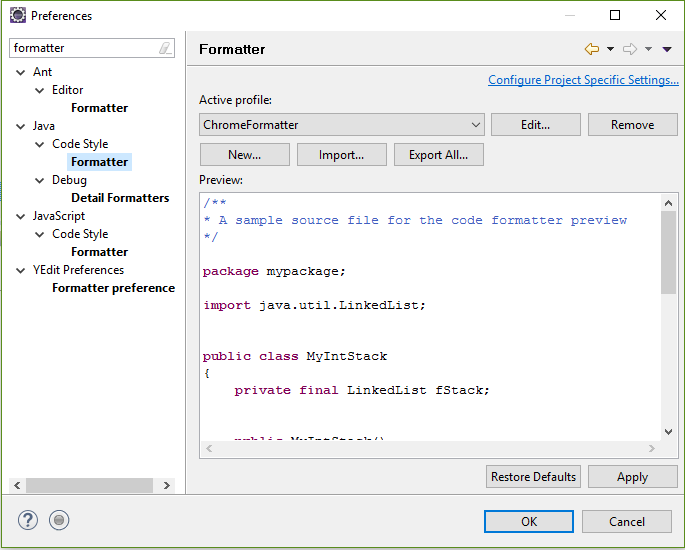 Preferences
formatter
Formatter
Configure Project Specific Settings...
Ant
Editor
Formatter
Java
Code Style
Formatter
Debug
Detail Formatters
JavaScript
Code Style
Formatter
YEdit Preferences
Formatter preference
Active profile:
ChromeFormatter
Edit...
Remove
New...
Import...
Export All...
Preview:
/**
* A sample source file for the code formatter preview
*/
package mypackage;
import java.util.LinkedList;
public class MyIntStack
{
private final LinkedList fStack;
public MyIntStack()
Restore Defaults
Apply
?
OK
Cancel